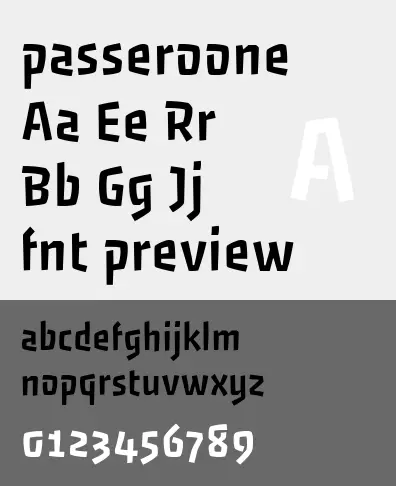 passeroone
Aa Ee Rr
A
Bb Gg Jj
fnt preview
abcdefghijklm
nopqrstuvwxyz
0123456789